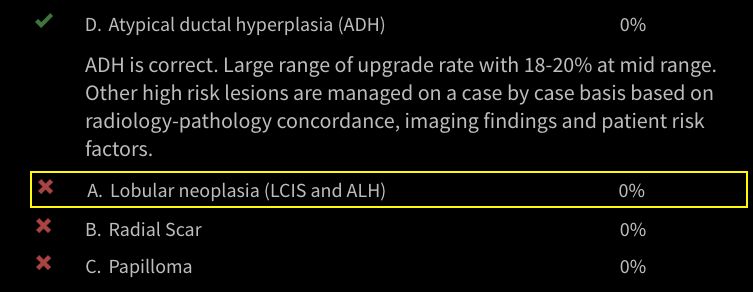 D. Atypical ductal hyperplasia (ADH) 0%
ADH is correct. Large range of upgrade rate with 18-20% at mid range.
Other high risk lesions are managed on a case by case basis based on
radiology-pathology concordance, imaging findings and patient risk
factors.
A. Lobular neoplasia (LCIS and ALH) 0%
B. Radial Scar 0%
C. Papilloma 0%